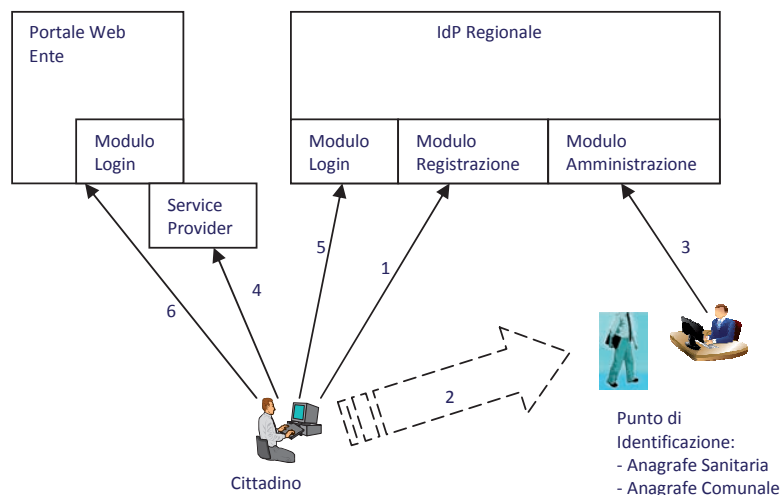 Portale Web
Ente
IdP Regionale
Modulo
Login
Modulo
Login
Modulo
Registrazione
Modulo
Amministrazione
Service
Provider
5
1
3
4
6
2
Cittadino
Punto di
Identificazione:
- Anagrafe Sanitaria
- Anagrafe Comunale